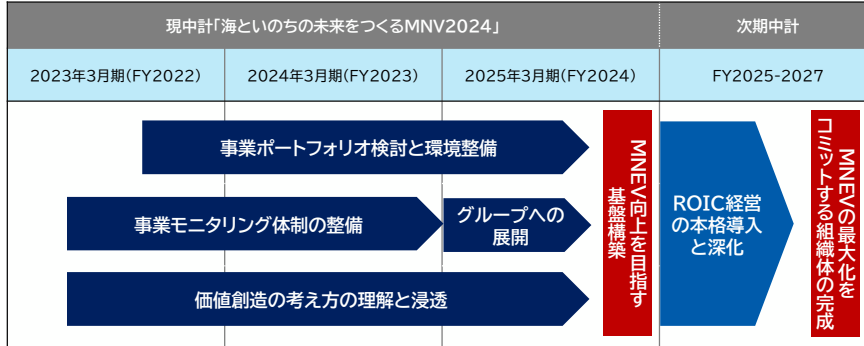 現中計「海といのちの未来をつくるMNV2024」
次期中計
2023年3月期(FY2022)
2024年3月期(FY2023)
2025年3月期(FY2024)
FY2025-2027
事業ポートフォリオ検討と環境整備
事業モニタリング体制の整備
グループへの
展開
価値創造の考え方の理解と浸透
MNEV向上を目指す
基盤構築
ROIC経営
の本格導入
と深化
MNEVの最大化を
コミットする組織体の完成